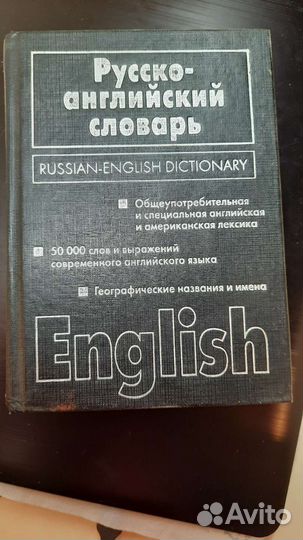 Русско-
английский
словарь
RUSSIAN-ENGLISH DICTIONARY
Общеупотребительная
и специальная английская
и американская лексика
50 000 слов и выражений
современного английского языка
Географические названия и имена
English
Avito